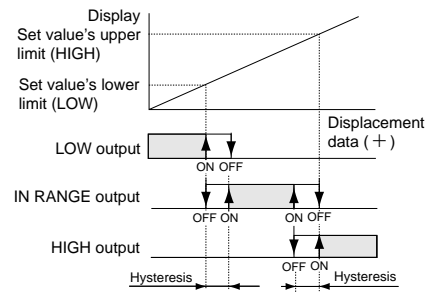 Display
Set value's upper
limit (HIGH)
Set value's lower
limit (LOW)
Displacement
data (+)
LOW output
ON OFF
IN RANGE output
OFF ON
ON OFF
HIGH output
OFF ON
Hysteresis
Hysteresis